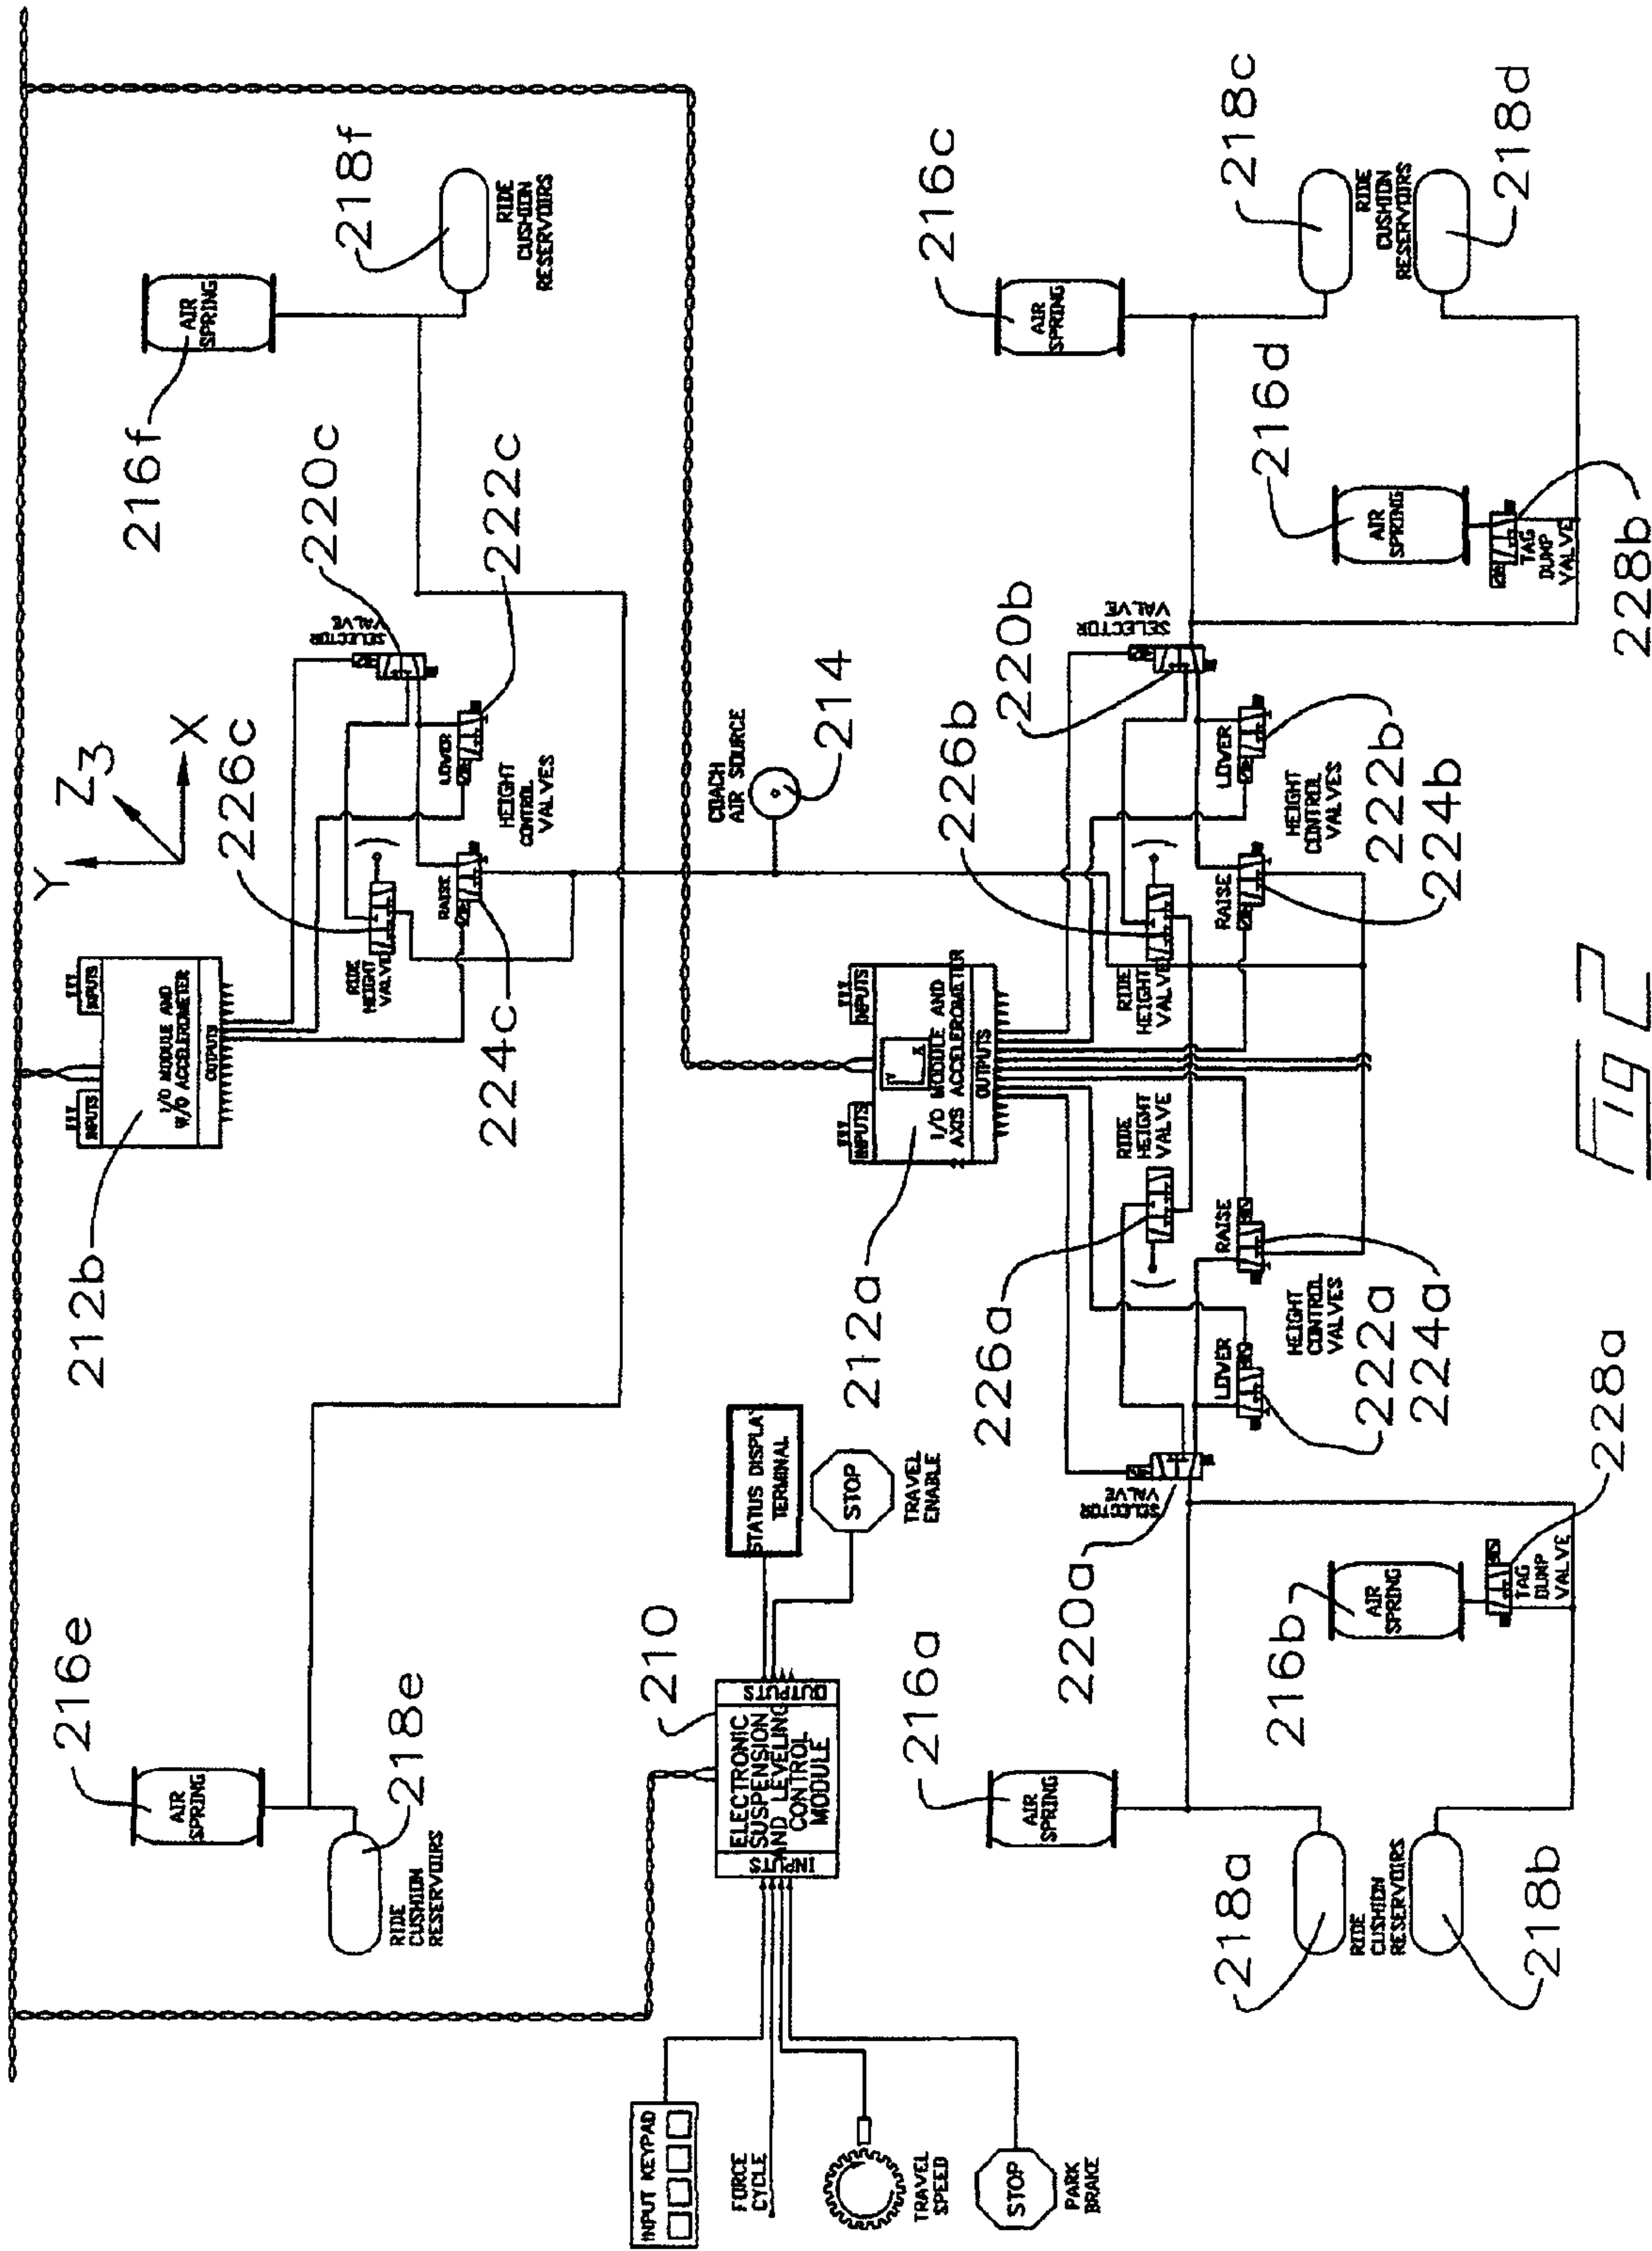 216e
AIR
SPRING
218e
RIDE
CUSHION
RESERVOIRS
212b
INPUTS
INPUTS
I/O MODULE AND
W/O ACCELEROMETER
OUTPUTS
Y
Z3
X
226c
RIDE
HEIGHT
VALVE
RAISE
LOWER
HEIGHT
CONTROL
VALVES
224c
SELECTOR
VALVE
220c
222c
216f
AIR
SPRING
218f
RIDE
CUSHION
RESERVOIRS
INPUT KEYPAD
FORCE
CYCLE
TRAVEL
SPEED
STOP
PARK
BRAKE
210
INPUTS
ELECTRONIC
SUSPENSION
AND LEVELING
CONTROL
MODULE
OUTPUTS
STATUS DISPLAY
TERMINAL
STOP
TRAVEL
ENABLE
COACH
AIR SOURCE
214
212a
INPUTS
INPUTS
Y
X
I/O MODULE AND
2 AXIS ACCELEROMETER
OUTPUTS
216a
AIR
SPRING
218a
RIDE
CUSHION
RESERVOIRS
218b
216b
AIR
SPRING
TAG
DUMP
VALVE
228a
220a
SELECTOR
VALVE
226a
RIDE
HEIGHT
VALVE
LOWER
RAISE
HEIGHT
CONTROL
VALVES
222a
224a
226b
RIDE
HEIGHT
VALVE
RAISE
LOWER
HEIGHT
CONTROL
VALVES
222b
224b
220b
SELECTOR
VALVE
216c
AIR
SPRING
216d
AIR
SPRING
TAG
DUMP
VALVE
228b
218c
RIDE
CUSHION
RESERVOIRS
218d
Fig 2